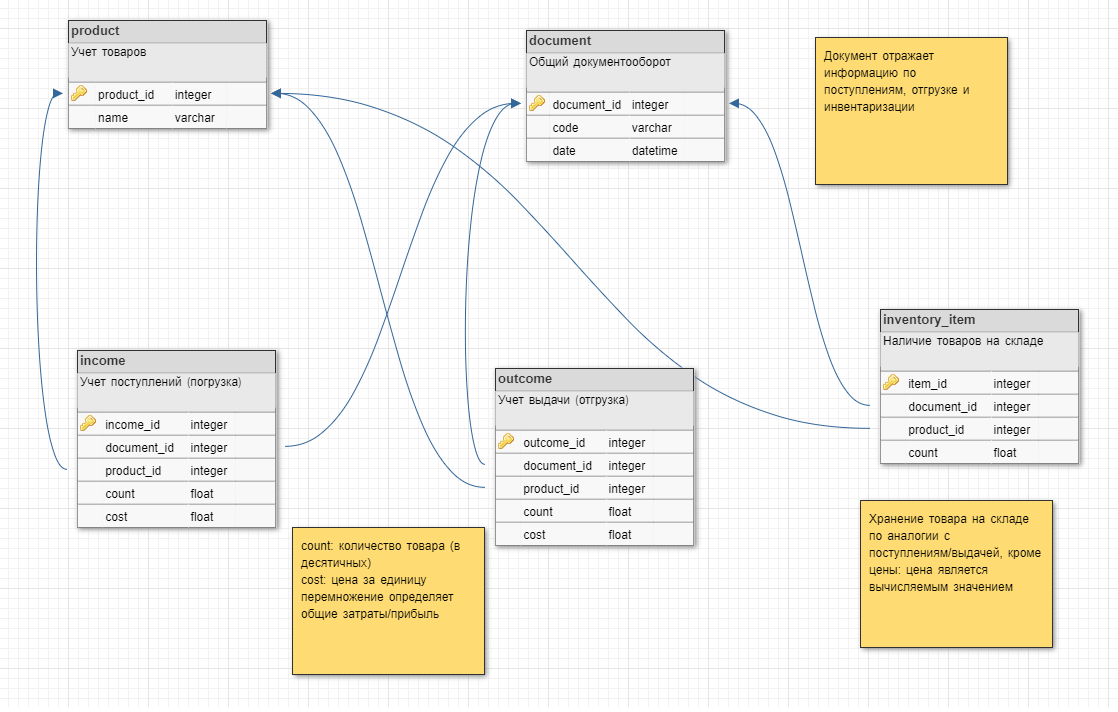 product
Учет товаров
product_id integer
name varchar
document
Общий документооборот
document_id integer
code varchar
date datetime
Документ отражает
информацию по
поступлениям, отгрузке и
инвентаризации
income
Учет поступлений (погрузка)
income_id integer
document_id integer
product_id integer
count float
cost float
outcome
Учет выдачи (отгрузка)
outcome_id integer
document_id integer
product_id integer
count float
cost float
inventory_item
Наличие товаров на складе
item_id integer
document_id integer
product_id integer
count float
count: количество товара (в
десятичных)
cost: цена за единицу
перемножение определяет
общие затраты/прибыль
Хранение товара на складе
по аналогии с
поступлениям/выдачей, кроме
цены: цена является
вычисляемым значением